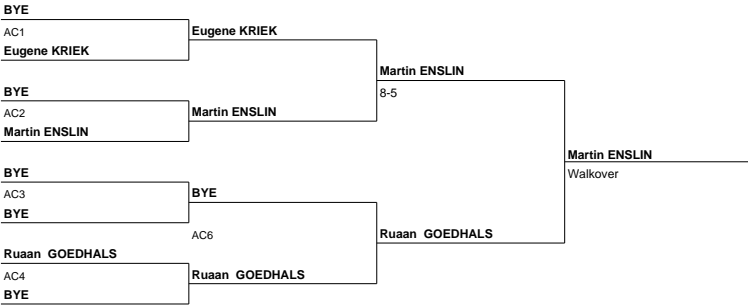 BYE
AC1
Eugene KRIEK
Eugene KRIEK
Martin ENSLIN
8-5
BYE
AC2
Martin ENSLIN
Martin ENSLIN
Martin ENSLIN
Walkover
BYE
AC3
BYE
BYE
AC6
Ruaan GOEDHALS
Ruaan GOEDHALS
AC4
Ruaan GOEDHALS
BYE